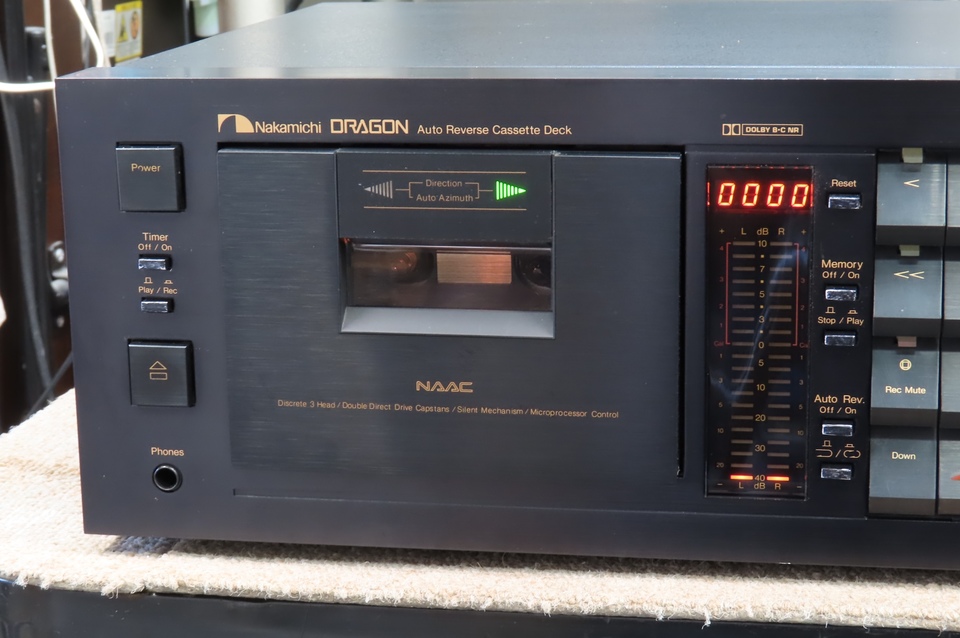 Nakamichi DRAGON Auto Reverse Cassette Deck
DOLBY B-C NR
Power
Direction
Auto Azimuth
Timer
Off / On
Play / Rec
Phones
NAAC
Discrete 3 Head / Double Direct Drive Capstans / Silent Mechanism / Microprocessor Control
0000
+ L dB R +
10
7
5
3
0
1
5
10
20
30
40
- L dB R -
Reset
Memory
Off / On
Stop / Play
Auto Rev.
Off / On
<
<<
Rec Mute
Down